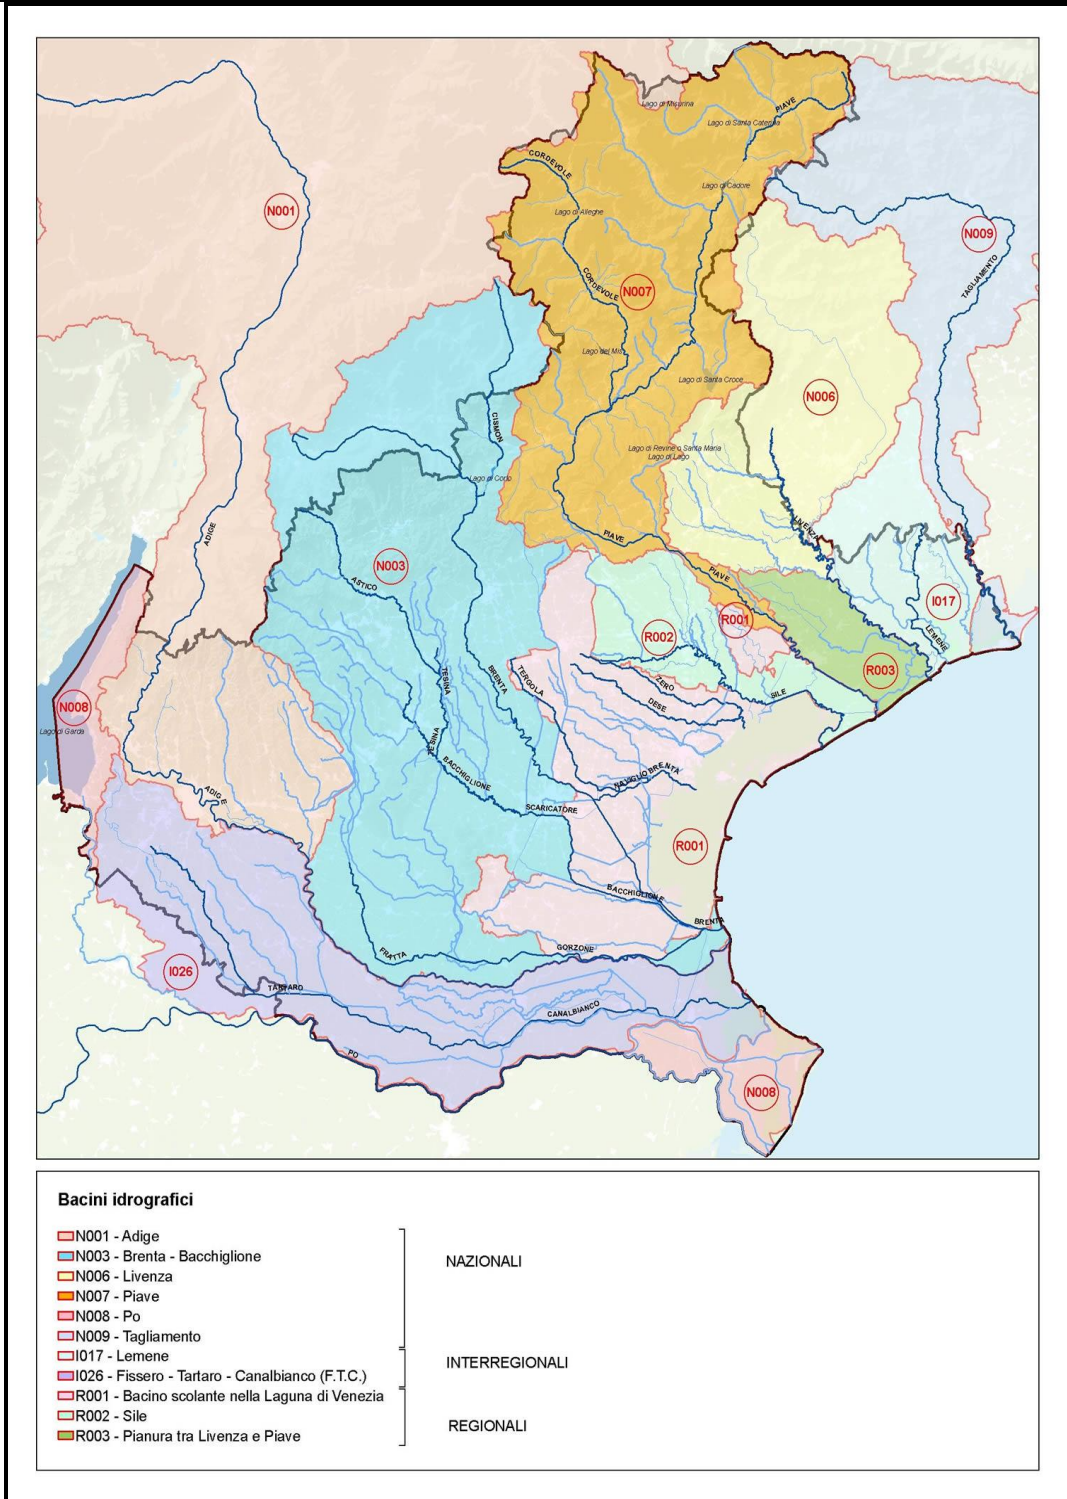 Lago di Misurina
PIAVE
Lago di Santa Caterina
CORDEVOLE
Lago di Cadore
N001
Lago di Alleghe
N009
CORDEVOLE
TAGLIAMENTO
N007
Lago del Mis
Lago di Santa Croce
N006
CISMON
Lago di Revine o Santa Maria
Lago di Lago
Lago di Corlo
ADIGE
LIVENZA
PIAVE
N003
ASTICO
PIAVE
I017
R001
R002
LEMENE
TESINA
BRENTA
TERGOLA
R003
ZERO
SILE
DESE
N008
Lago di Garda
TESINA
BACCHIGLIONE
NAVIGLIO BRENTA
ADIGE
SCARICATORE
R001
BACCHIGLIONE
BRENTA
FRATTA
GORZONE
I026
TARTARO
CANALBIANCO
PO
N008
Bacini idrografici
N001 - Adige
N003 - Brenta - Bacchiglione
NAZIONALI
N006 - Livenza
N007 - Piave
N008 - Po
N009 - Tagliamento
I017 - Lemene
INTERREGIONALI
I026 - Fissero - Tartaro - Canalbianco (F.T.C.)
R001 - Bacino scolante nella Laguna di Venezia
R002 - Sile
REGIONALI
R003 - Pianura tra Livenza e Piave